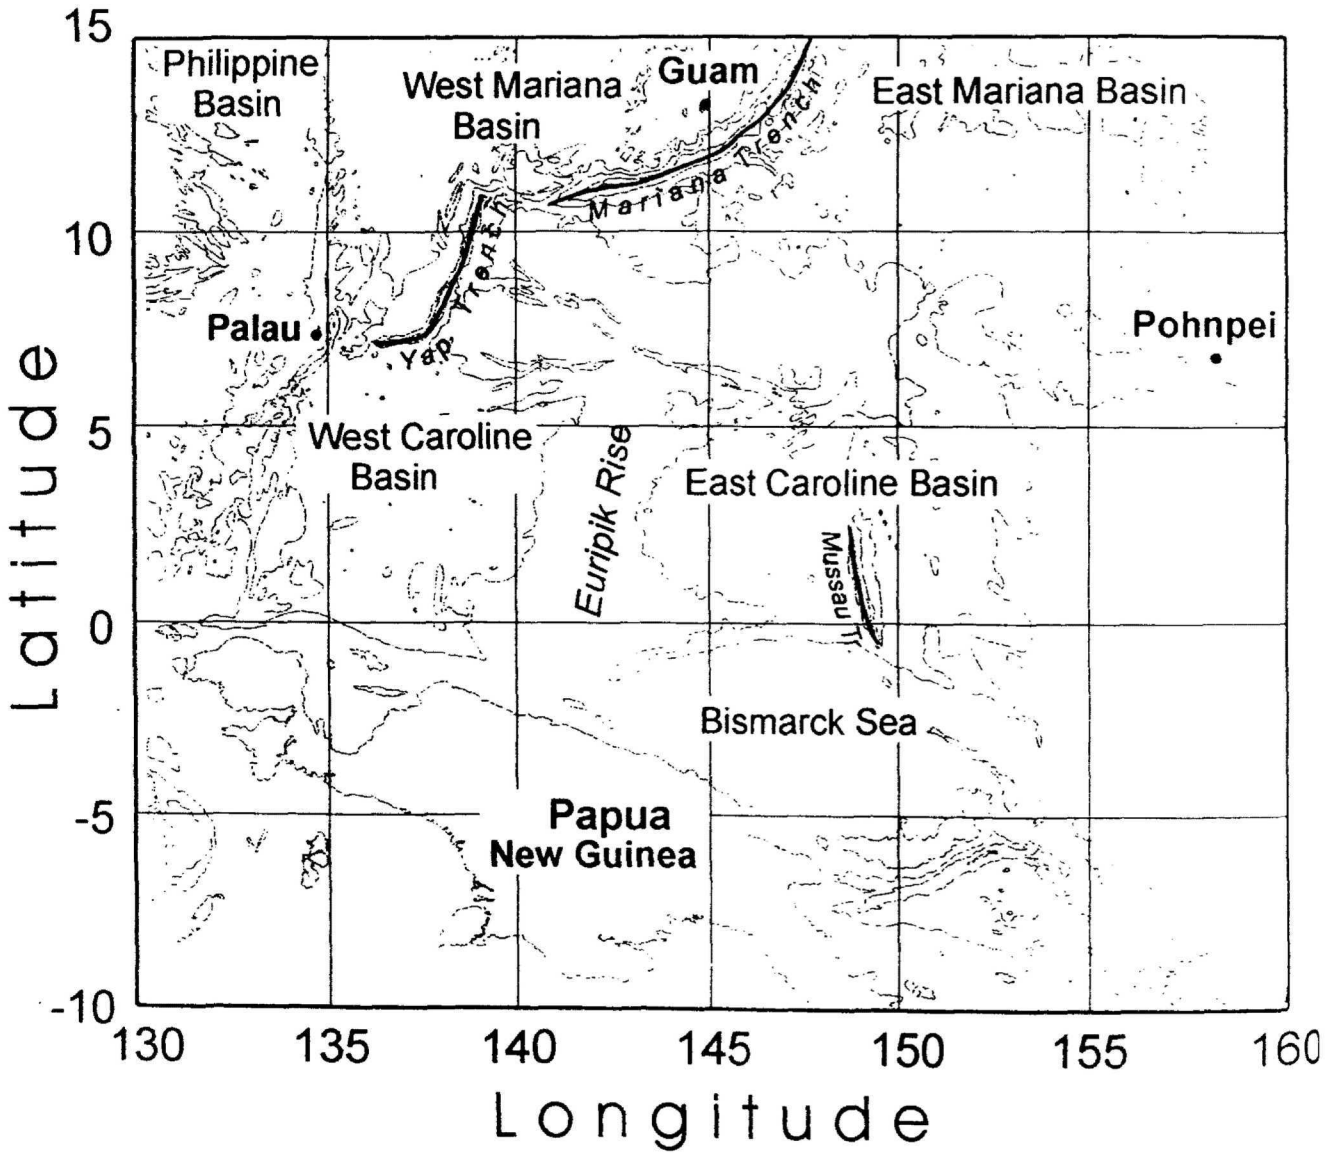 15
Philippine
Basin
West Mariana
Basin
Guam
East Mariana Basin
Mariana Trench
10
Yap Trench
Palau
Pohnpei
5
West Caroline
Basin
Euripik Rise
East Caroline Basin
Mussau Tr
0
Bismarck Sea
-5
Papua
New Guinea
-10
130 135 140 145 150 155 160
Longitude
Latitude